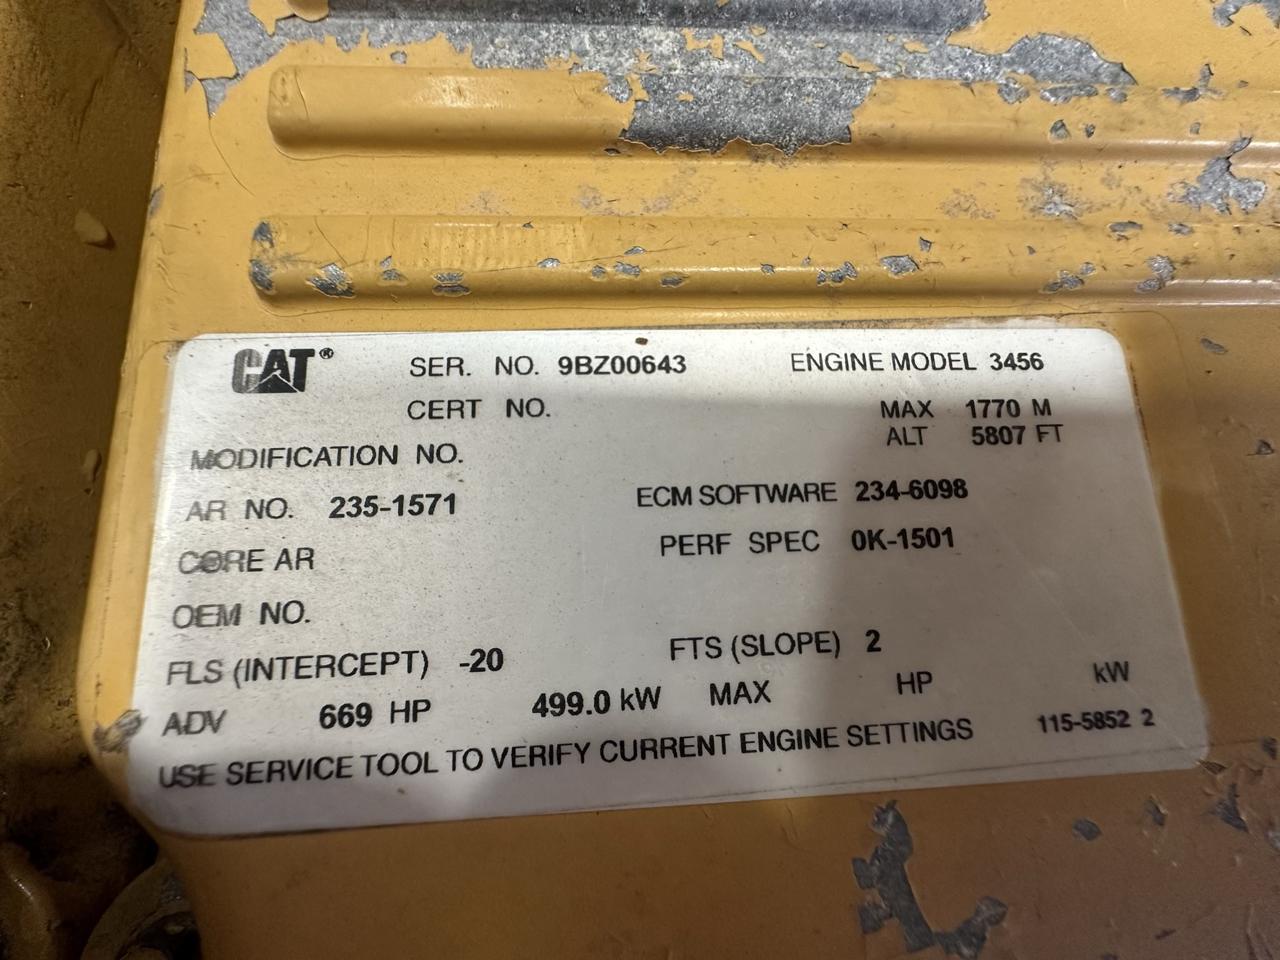 CAT® SER. NO. 9BZ00643 ENGINE MODEL 3456
CERT NO. MAX 1770 M
ALT 5807 FT
MODIFICATION NO.
AR NO. 235-1571 ECM SOFTWARE 234-6098
CORE AR PERF SPEC 0K-1501
OEM NO.
FLS (INTERCEPT) -20 FTS (SLOPE) 2
ADV 669 HP 499.0 kW MAX HP kW
USE SERVICE TOOL TO VERIFY CURRENT ENGINE SETTINGS 115-5852 2